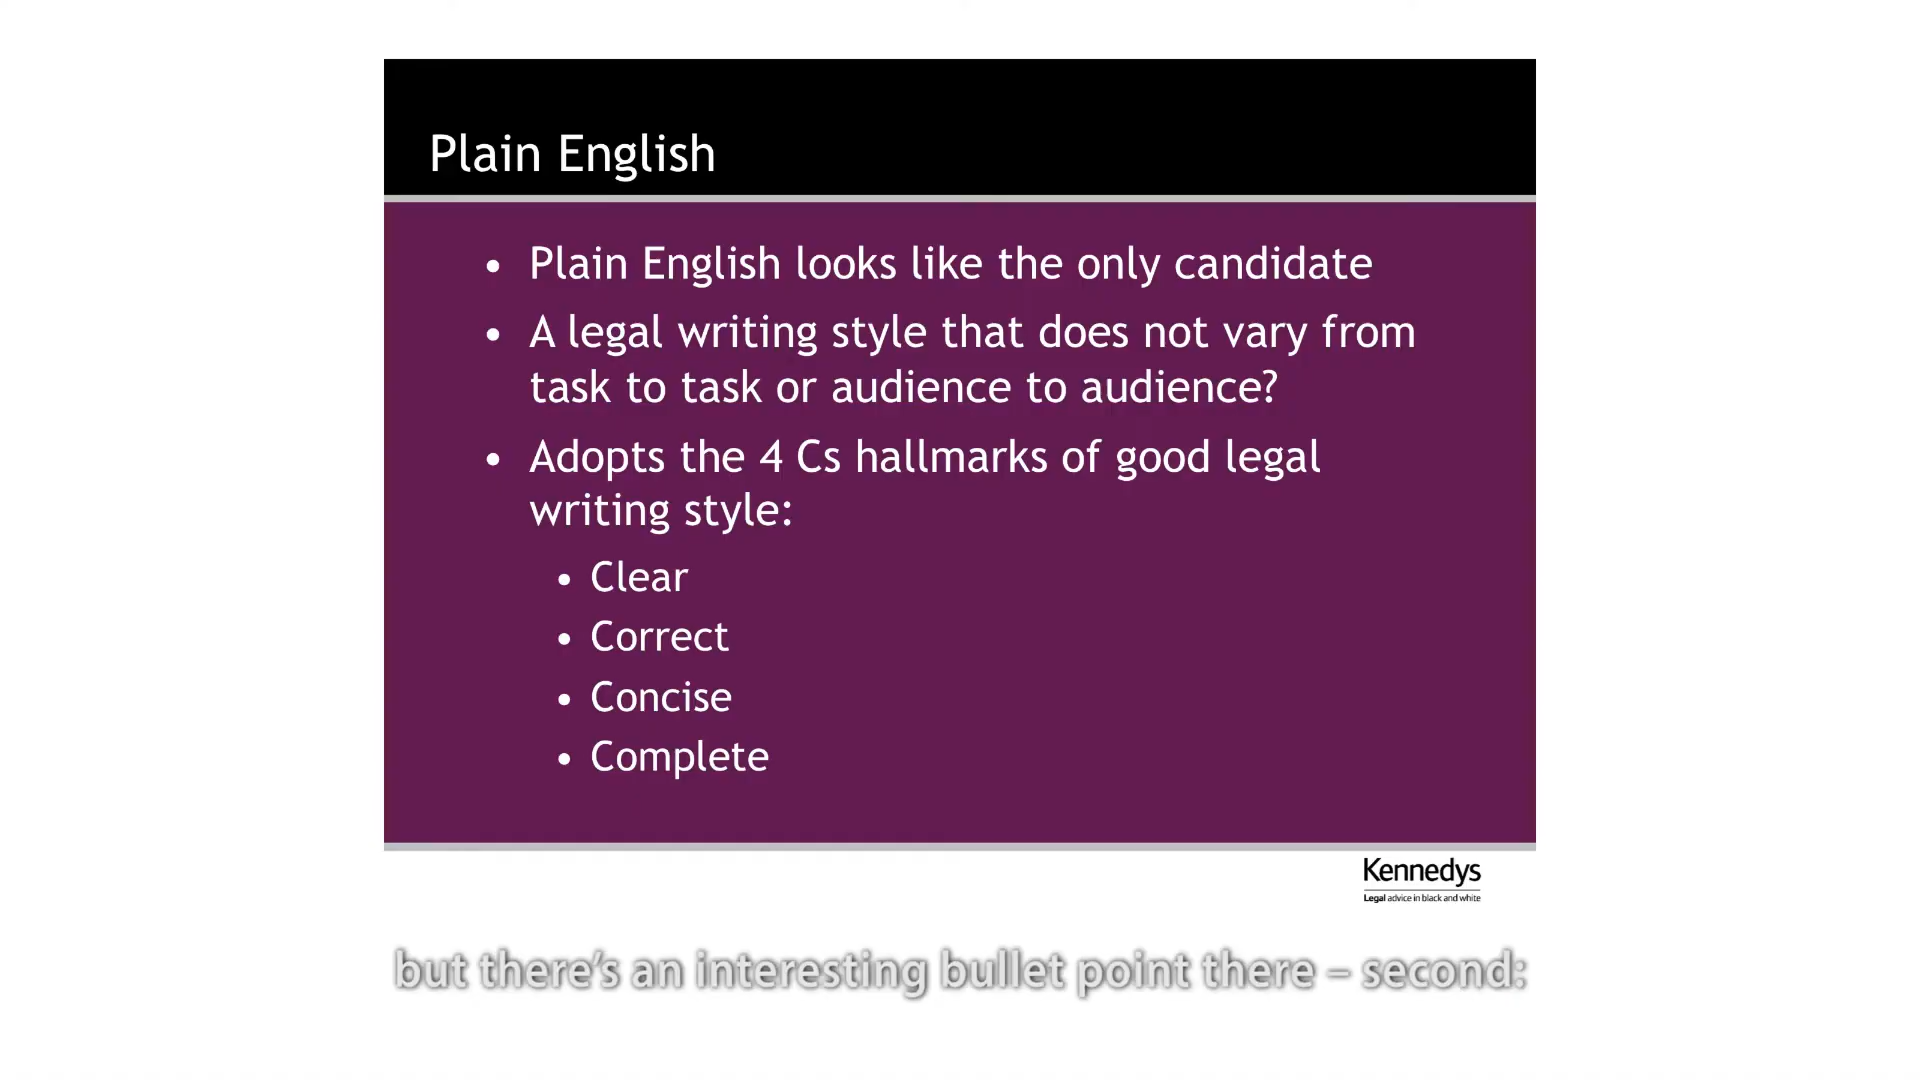 Plain English
• Plain English looks like the only candidate
• A legal writing style that does not vary from
task to task or audience to audience?
• Adopts the 4 Cs hallmarks of good legal
writing style:
• Clear
• Correct
• Concise
• Complete
Kennedys
Legal advice in black and white
but there's an interesting bullet point there – second: